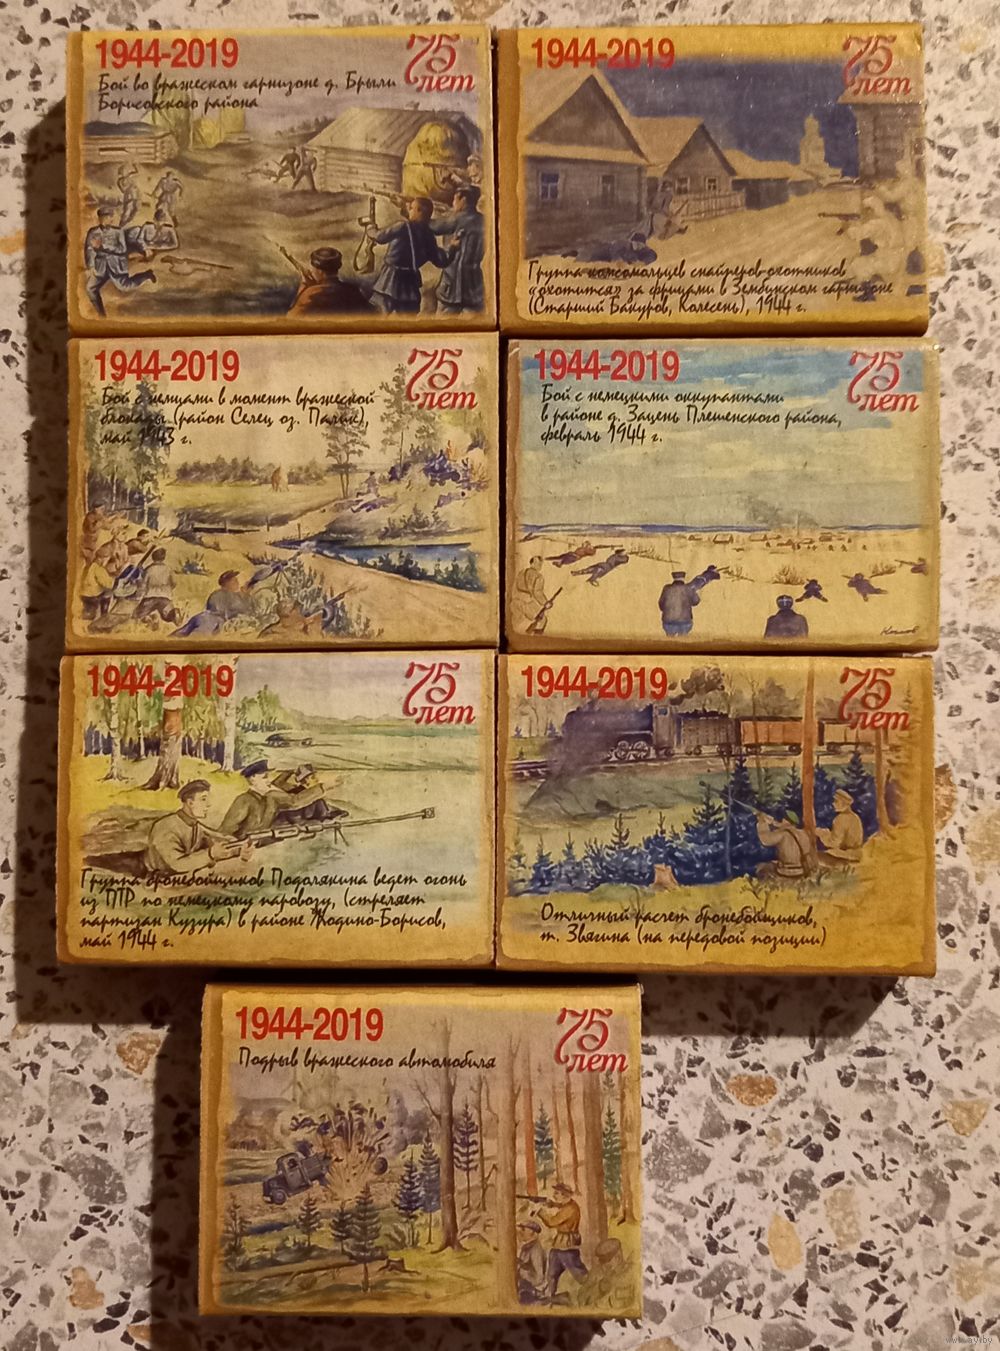 1944-2019
75
лет
Бой во вражеском гарнизоне д. Брыли
Борисовского района
1944-2019
75
лет
Группа комсомольцев снайперов-охотников
«охотится» за фрицами в Зембинском гарнизоне
(Старший Бакуров, Колесень), 1944 г.
1944-2019
75
лет
Бой с немцами в момент вражеской
блокады (район Селец оз. Палик),
май 1943 г.
1944-2019
75
лет
Бой с немецкими оккупантами
в районе д. Зацень Плещенского района,
февраль 1944 г.
1944-2019
75
лет
Группа бронебойщиков Подолякина ведет огонь
из ПТР по немецкому паровозу, (стреляет
партизан Кузура) в районе Жодино-Борисов,
май 1944 г.
1944-2019
75
лет
Отличный расчет бронебойщиков,
т. Звягина (на передовой позиции)
1944-2019
75
лет
Подрыв вражеского автомобиля
www.ay.by